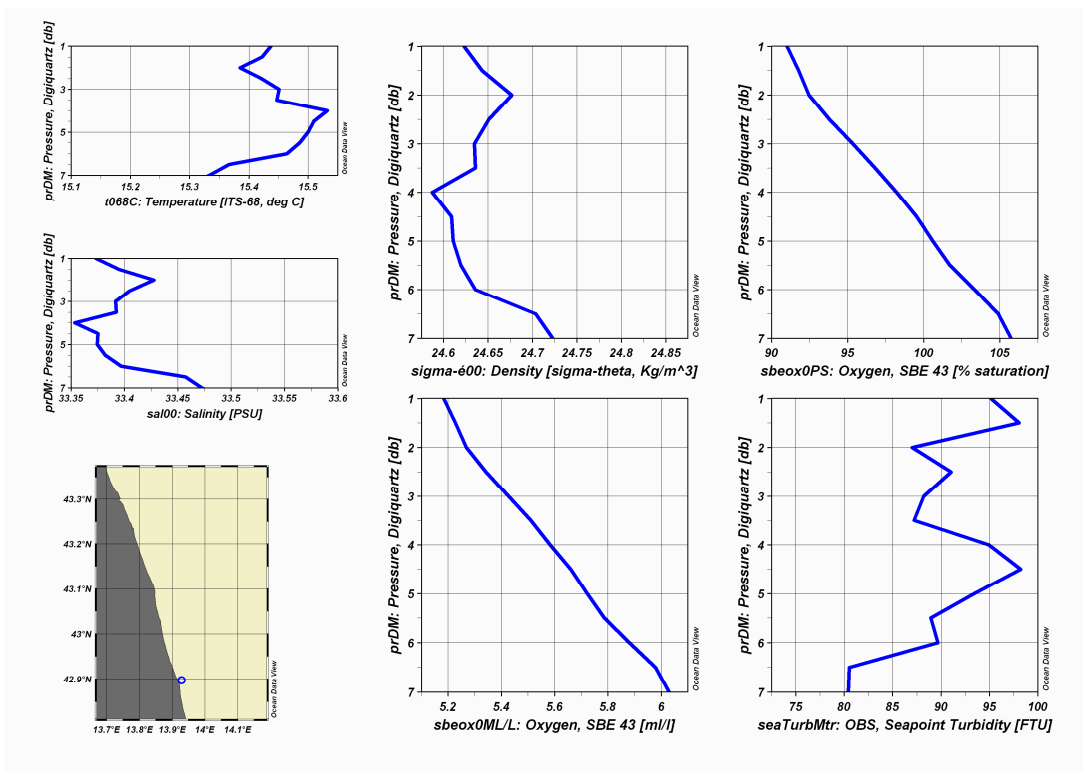 prDM: Pressure, Digiquartz [db]
1
3
5
7
15.1 15.2 15.3 15.4 15.5
t068C: Temperature [ITS-68, deg C]
Ocean Data View
prDM: Pressure, Digiquartz [db]
1
3
5
7
33.35 33.4 33.45 33.5 33.55 33.6
sal00: Salinity [PSU]
Ocean Data View
43.3°N
43.2°N
43.1°N
43°N
42.9°N
13.7°E 13.8°E 13.9°E 14°E 14.1°E
Ocean Data View
prDM: Pressure, Digiquartz [db]
1
2
3
4
5
6
7
24.6 24.65 24.7 24.75 24.8 24.85
sigma-é00: Density [sigma-theta, Kg/m^3]
Ocean Data View
prDM: Pressure, Digiquartz [db]
1
2
3
4
5
6
7
90 95 100 105
sbeox0PS: Oxygen, SBE 43 [% saturation]
Ocean Data View
prDM: Pressure, Digiquartz [db]
1
2
3
4
5
6
7
5.2 5.4 5.6 5.8 6
sbeox0ML/L: Oxygen, SBE 43 [ml/l]
Ocean Data View
prDM: Pressure, Digiquartz [db]
1
2
3
4
5
6
7
75 80 85 90 95 100
seaTurbMtr: OBS, Seapoint Turbidity [FTU]
Ocean Data View